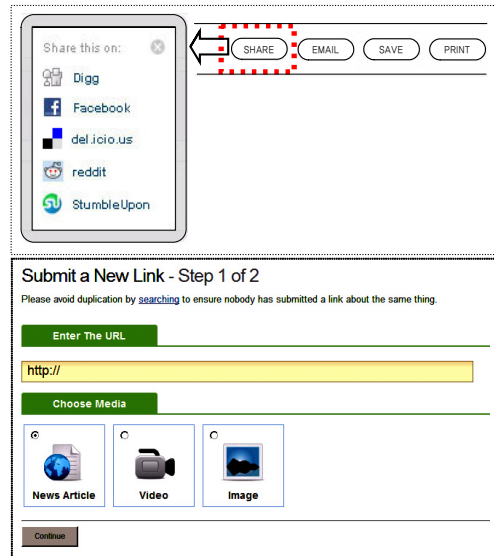 Share this on:
SHARE EMAIL SAVE PRINT
Digg
Facebook
del.icio.us
reddit
StumbleUpon
Submit a New Link - Step 1 of 2
Please avoid duplication by searching to ensure nobody has submitted a link about the same thing.
Enter The URL
http://
Choose Media
News Article Video Image
Continue